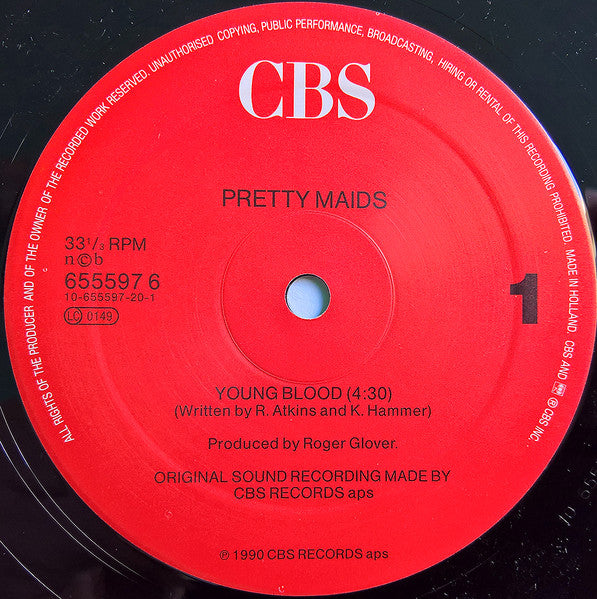 ALL RIGHTS OF THE PRODUCER AND OF THE OWNER OF THE RECORDED WORK RESERVED. UNAUTHORISED COPYING, PUBLIC PERFORMANCE, BROADCASTING, HIRING OR RENTAL OF THIS RECORDING PROHIBITED. MADE IN HOLLAND. CBS AND ℗ CBS INC.
CBS
PRETTY MAIDS
33⅓ RPM
n©b
655597 6
10-655597-20-1
LC 0149
1
YOUNG BLOOD (4:30)
(Written by R. Atkins and K. Hammer)
Produced by Roger Glover.
ORIGINAL SOUND RECORDING MADE BY
CBS RECORDS aps
℗ 1990 CBS RECORDS aps